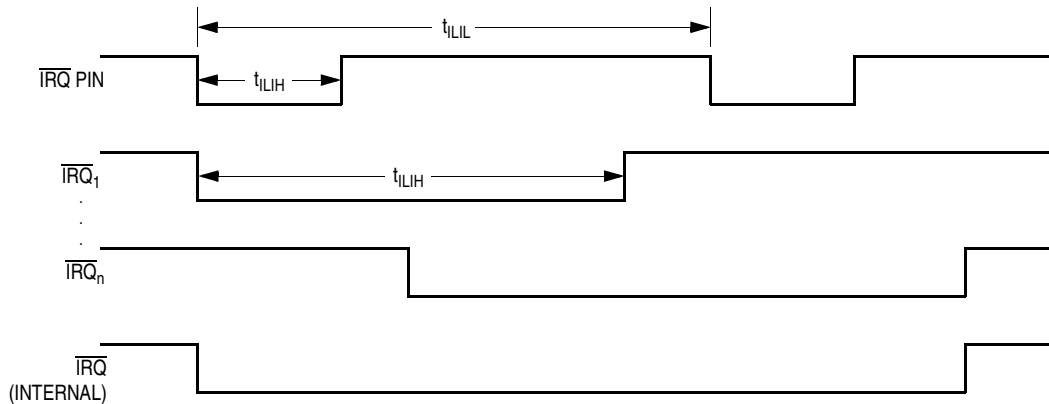 tILIL
IRQ PIN
tILIH
IRQ1
tILIH
.
.
.
IRQn
IRQ
(INTERNAL)